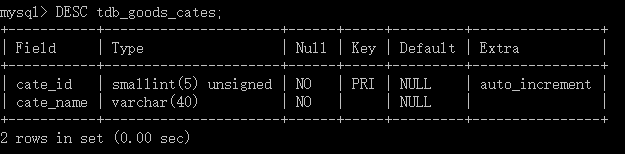 mysql> DESC tdb_goods_cates;
+-----------+----------------------+------+-----+---------+----------------+
| Field     | Type                 | Null | Key | Default | Extra          |
+-----------+----------------------+------+-----+---------+----------------+
| cate_id   | smallint(5) unsigned | NO   | PRI | NULL    | auto_increment |
| cate_name | varchar(40)          | NO   |     | NULL    |                |
+-----------+----------------------+------+-----+---------+----------------+
2 rows in set (0.00 sec)